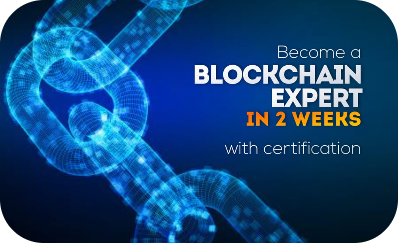 Become a
BLOCKCHAIN
EXPERT
IN 2 WEEKS
with certification